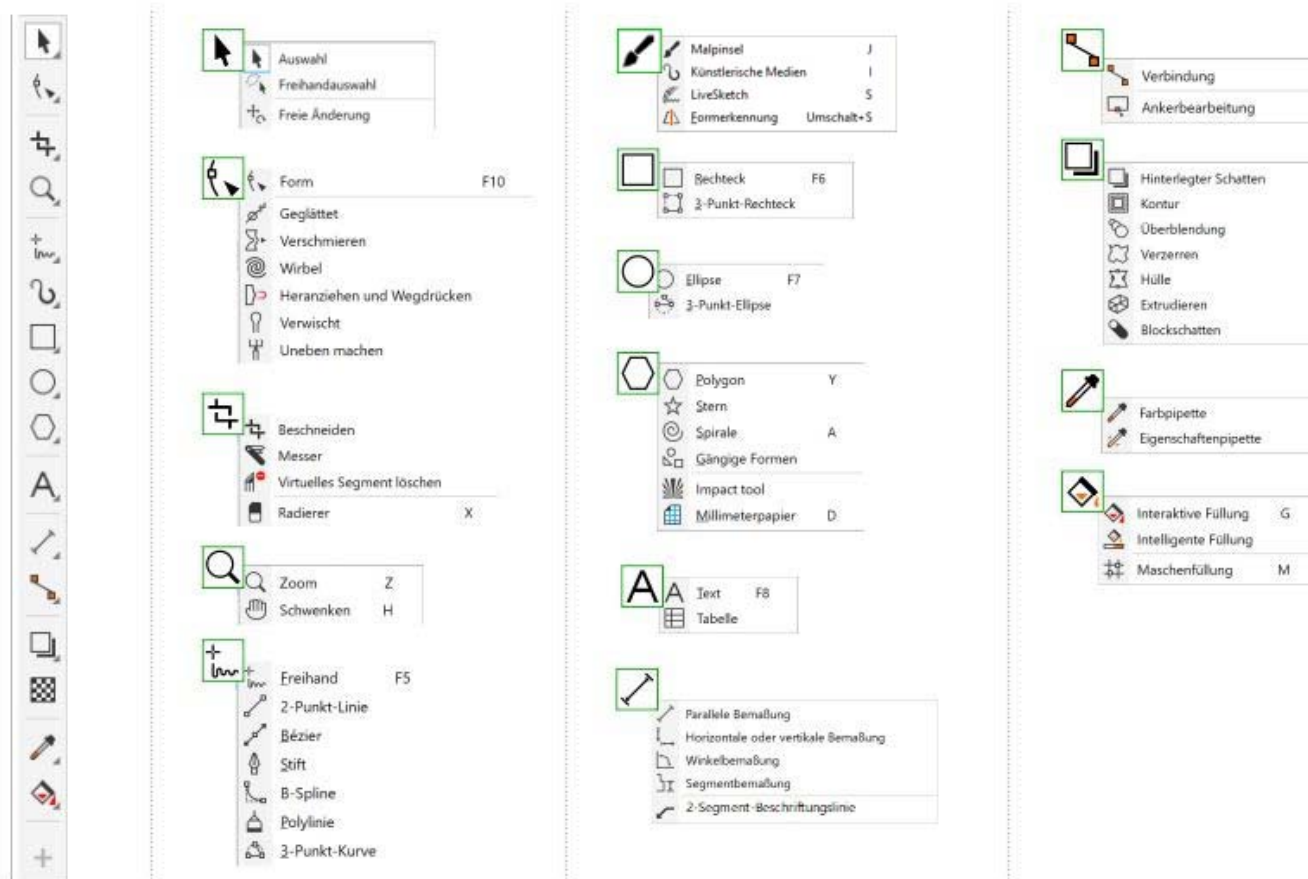 Auswahl
Freihandauswahl
Freie Änderung
Form F10
Geglättet
Verschmieren
Wirbel
Heranziehen und Wegdrücken
Verwischt
Uneben machen
Beschneiden
Messer
Virtuelles Segment löschen
Radierer X
Zoom Z
Schwenken H
Freihand F5
2-Punkt-Linie
Bézier
Stift
B-Spline
Polylinie
3-Punkt-Kurve
Malpinsel J
Künstlerische Medien I
LiveSketch S
Formerkennung Umschalt+S
Rechteck F6
3-Punkt-Rechteck
Ellipse F7
3-Punkt-Ellipse
Polygon Y
Stern
Spirale A
Gängige Formen
Impact tool
Millimeterpapier D
Text F8
Tabelle
Parallele Bemaßung
Horizontale oder vertikale Bemaßung
Winkelbemaßung
Segmentbemaßung
2-Segment-Beschriftungslinie
Verbindung
Ankerbearbeitung
Hinterlegter Schatten
Kontur
Überblendung
Verzerren
Hülle
Extrudieren
Blockschatten
Farbpipette
Eigenschaftenpipette
Interaktive Füllung G
Intelligente Füllung
Maschenfüllung M